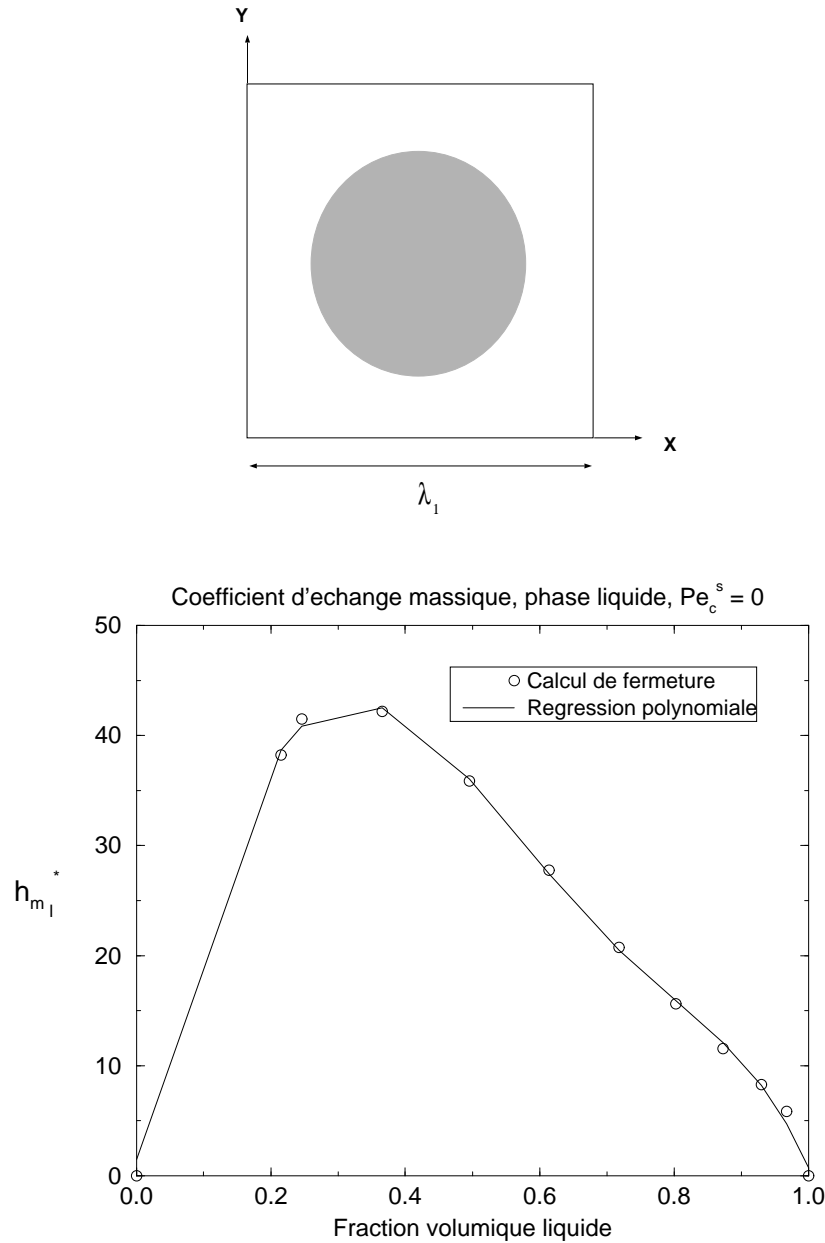 Y
X
λ1
Coefficient d'echange massique, phase liquide, Pe_c^s = 0
50
40
30
20
10
0
h_m_l^*
Calcul de fermeture
Regression polynomiale
0.0 0.2 0.4 0.6 0.8 1.0
Fraction volumique liquide